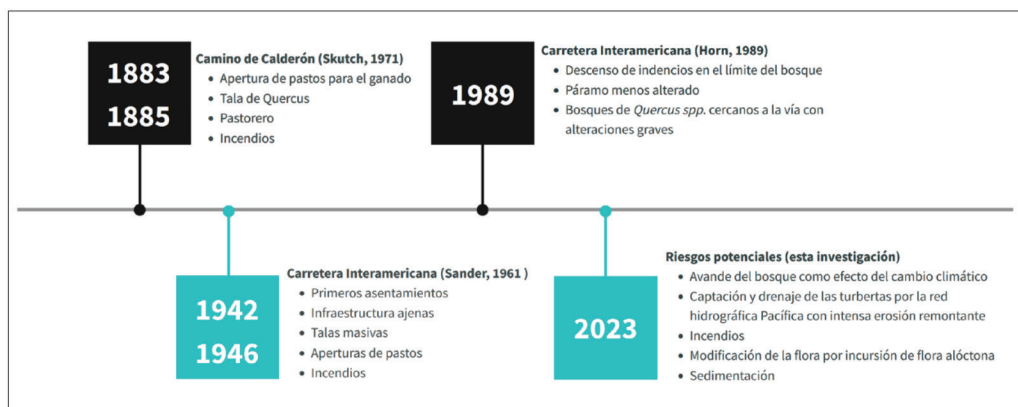 1883
1885
Camino de Calderón (Skutch, 1971)
• Apertura de pastos para el ganado
• Tala de Quercus
• Pastorero
• Incendios
1942
1946
Carretera Interamericana (Sander, 1961 )
• Primeros asentamientos
• Infraestructura ajenas
• Talas masivas
• Aperturas de pastos
• Incendios
1989
Carretera Interamericana (Horn, 1989)
• Descenso de indencios en el límite del bosque
• Páramo menos alterado
• Bosques de Quercus spp. cercanos a la vía con
alteraciones graves
2023
Riesgos potenciales (esta investigación)
• Avande del bosque como efecto del cambio climático
• Captación y drenaje de las turbertas por la red
hidrográfica Pacífica con intensa erosión remontante
• Incendios
• Modificación de la flora por incursión de flora alóctona
• Sedimentación